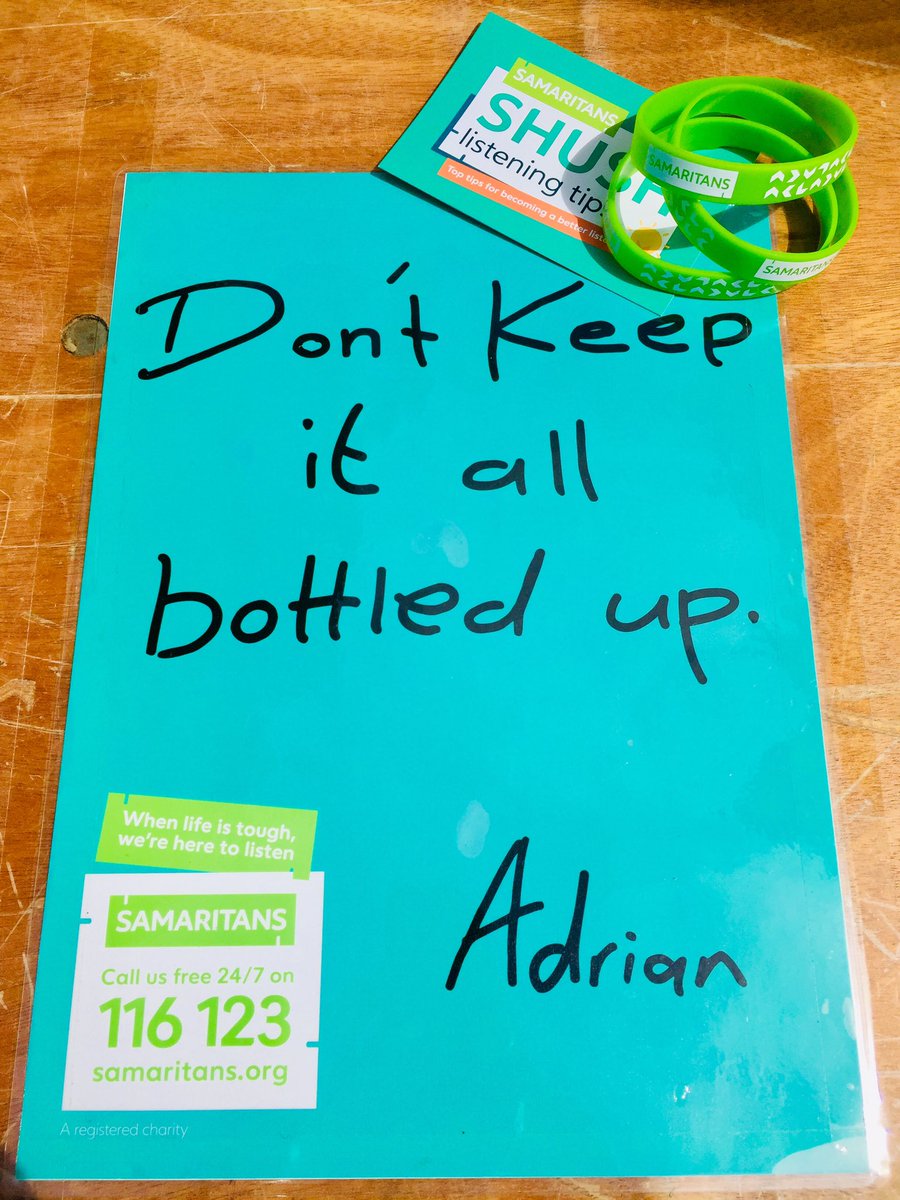 SAMARITANS
SHUSH
listening tips
Top tips for becoming a better
SAMARITANS
SAMARITANS
Don't Keep
it all
bottled up.
Adrian
When life is tough,
we're here to listen
SAMARITANS
Call us free 24/7 on
116 123
samaritans.org
A registered charity